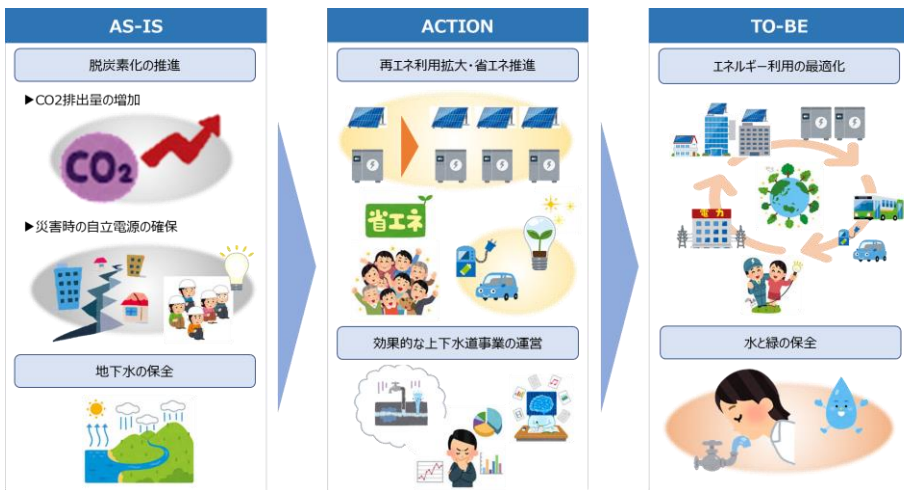 AS-IS
脱炭素化の推進
▶CO2排出量の増加
CO2
▶災害時の自立電源の確保
地下水の保全
ACTION
再エネ利用拡大・省エネ推進
省エネ
効果的な上下水道事業の運営
TO-BE
エネルギー利用の最適化
電力
水と緑の保全